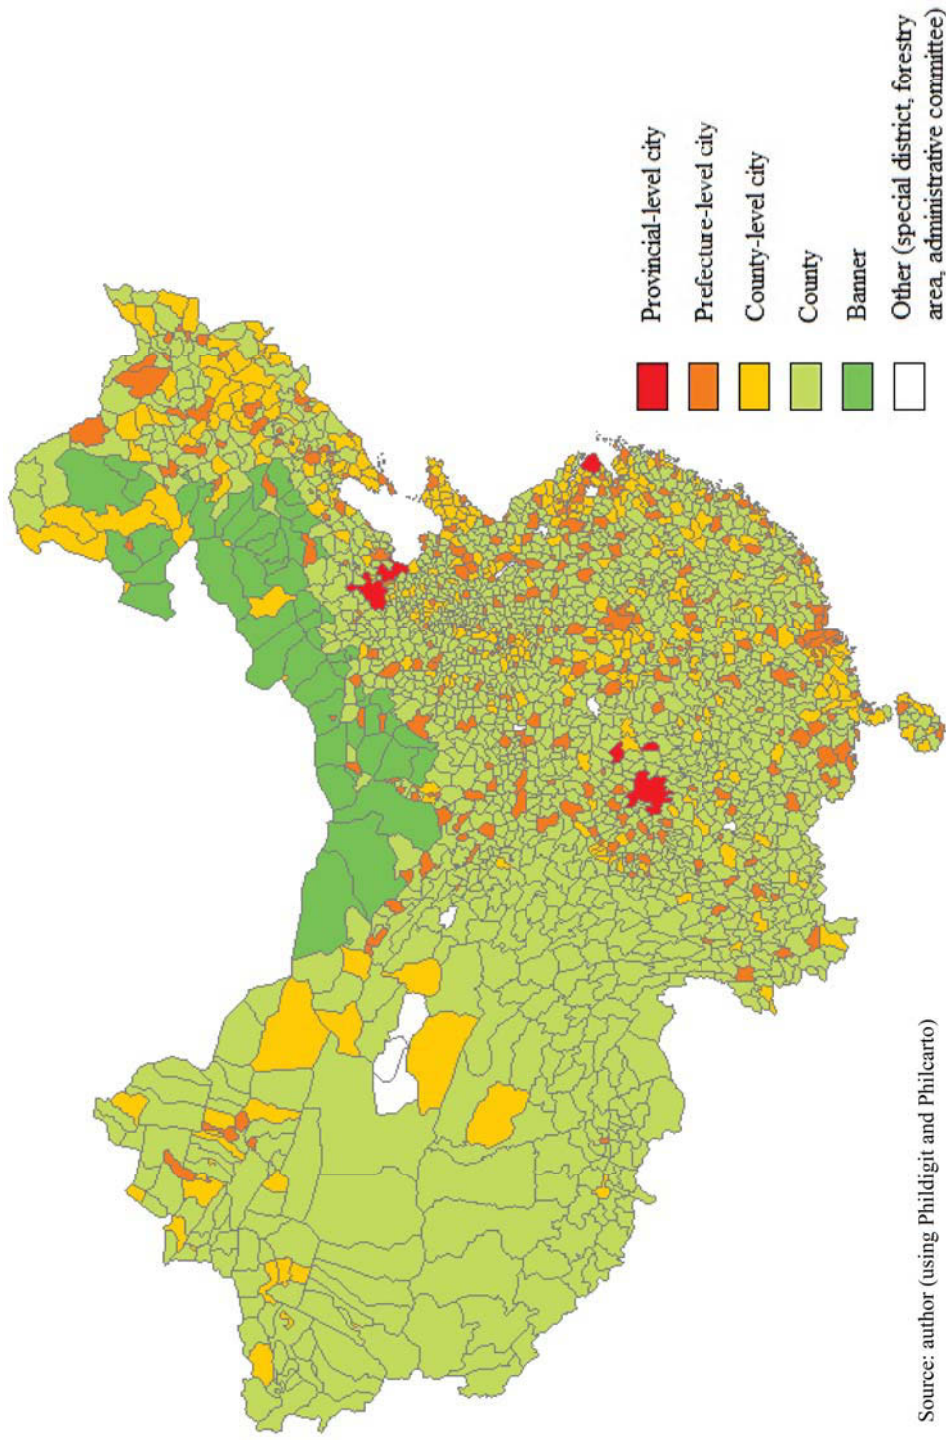 Provincial-level city
Prefecture-level city
County-level city
County
Banner
Other (special district, forestry
area, administrative committee)
Source: author (using Phildigit and Philcarto)